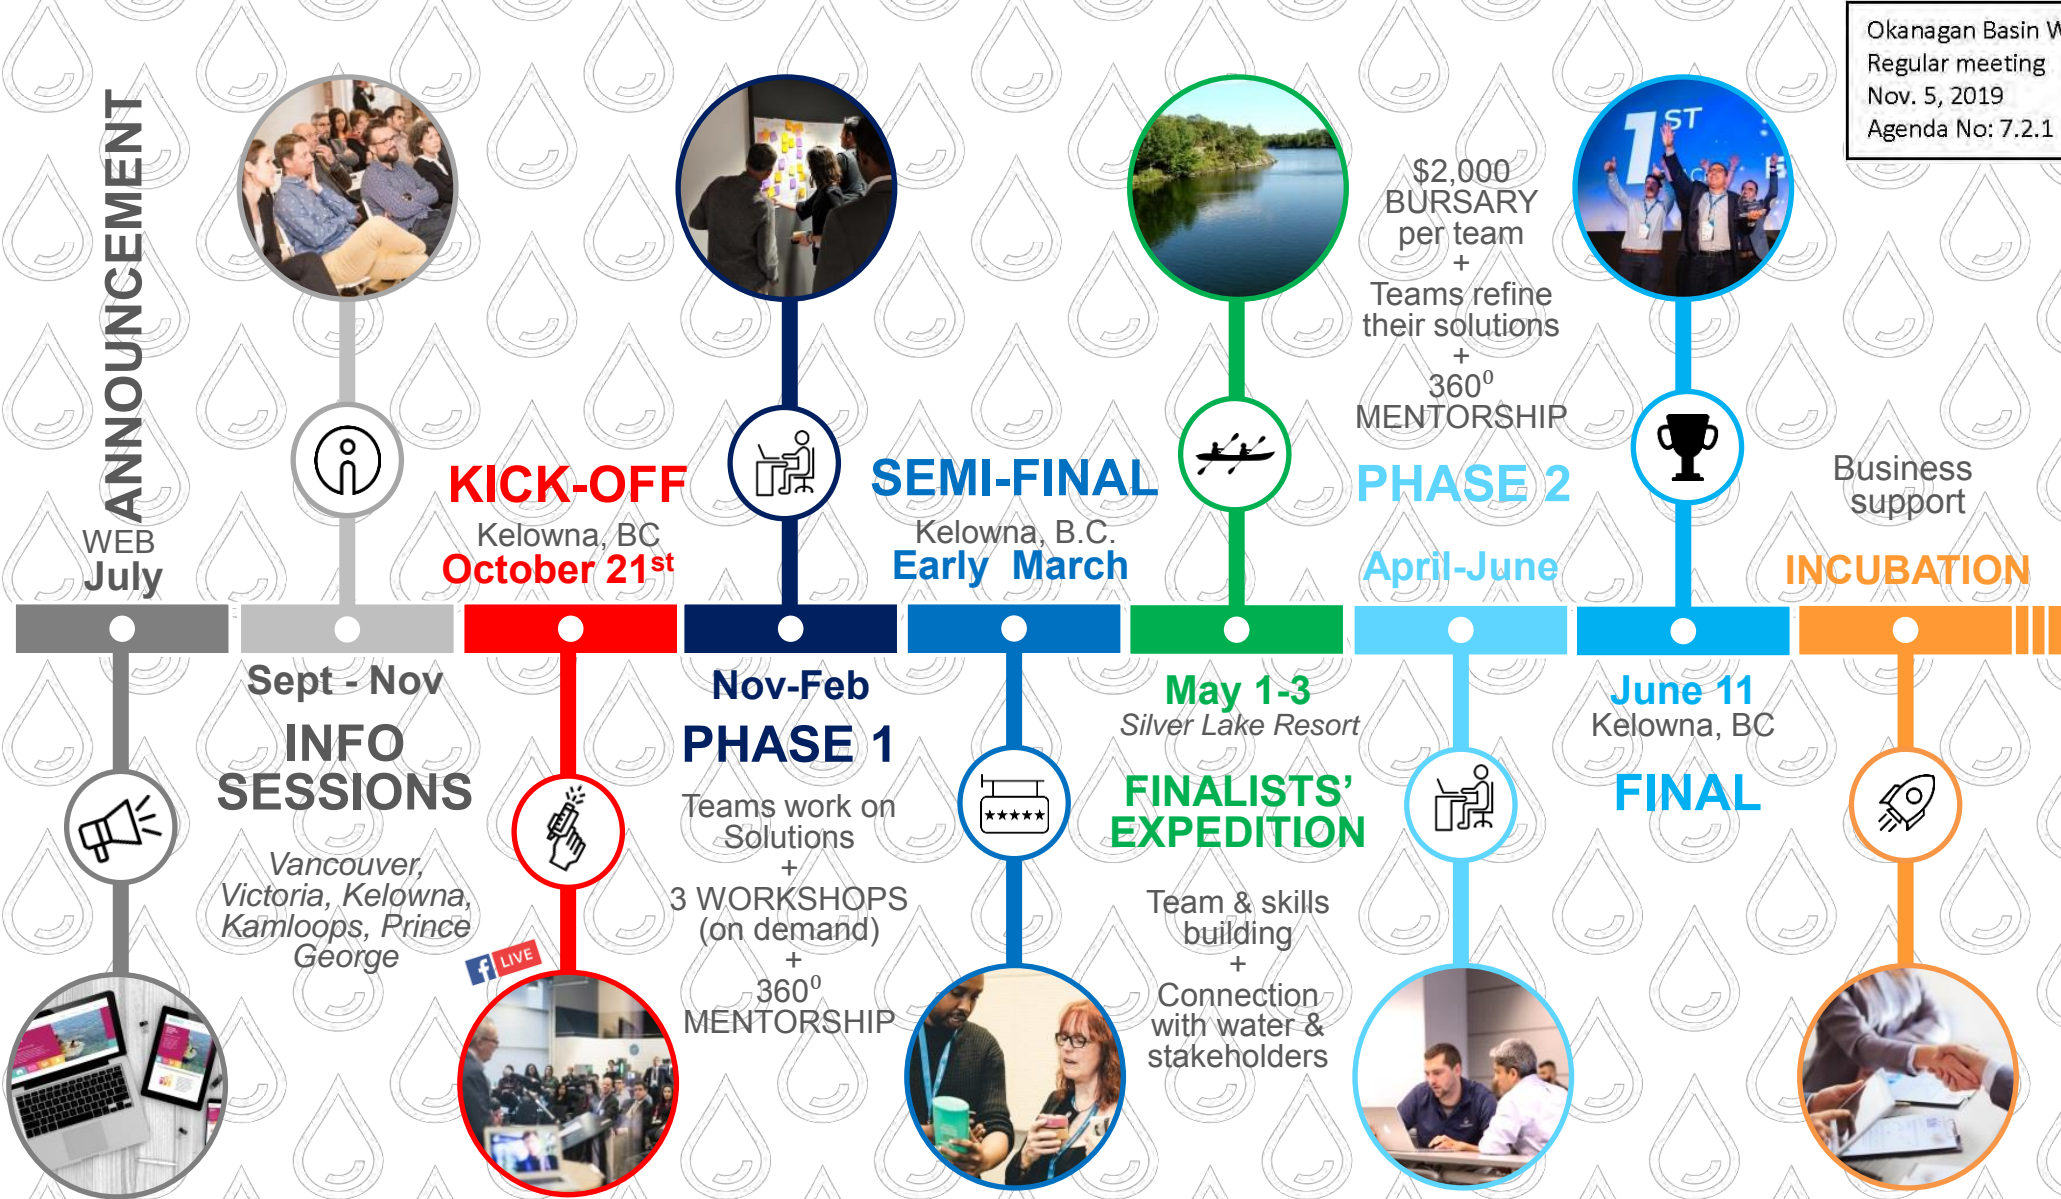 Okanagan Basin W
Regular meeting
Nov. 5, 2019
Agenda No: 7.2.1
ANNOUNCEMENT
WEB
July
Sept - Nov
INFO
SESSIONS
Vancouver,
Victoria, Kelowna,
Kamloops, Prince
George
KICK-OFF
Kelowna, BC
October 21st
f LIVE
Nov-Feb
PHASE 1
Teams work on
Solutions
+
3 WORKSHOPS
(on demand)
+
360⁰
MENTORSHIP
SEMI-FINAL
Kelowna, B.C.
Early March
May 1-3
Silver Lake Resort
FINALISTS’
EXPEDITION
Team & skills
building
+
Connection
with water &
stakeholders
$2,000
BURSARY
per team
+
Teams refine
their solutions
+
360⁰
MENTORSHIP
PHASE 2
April-June
1ST
June 11
Kelowna, BC
FINAL
Business
support
INCUBATION